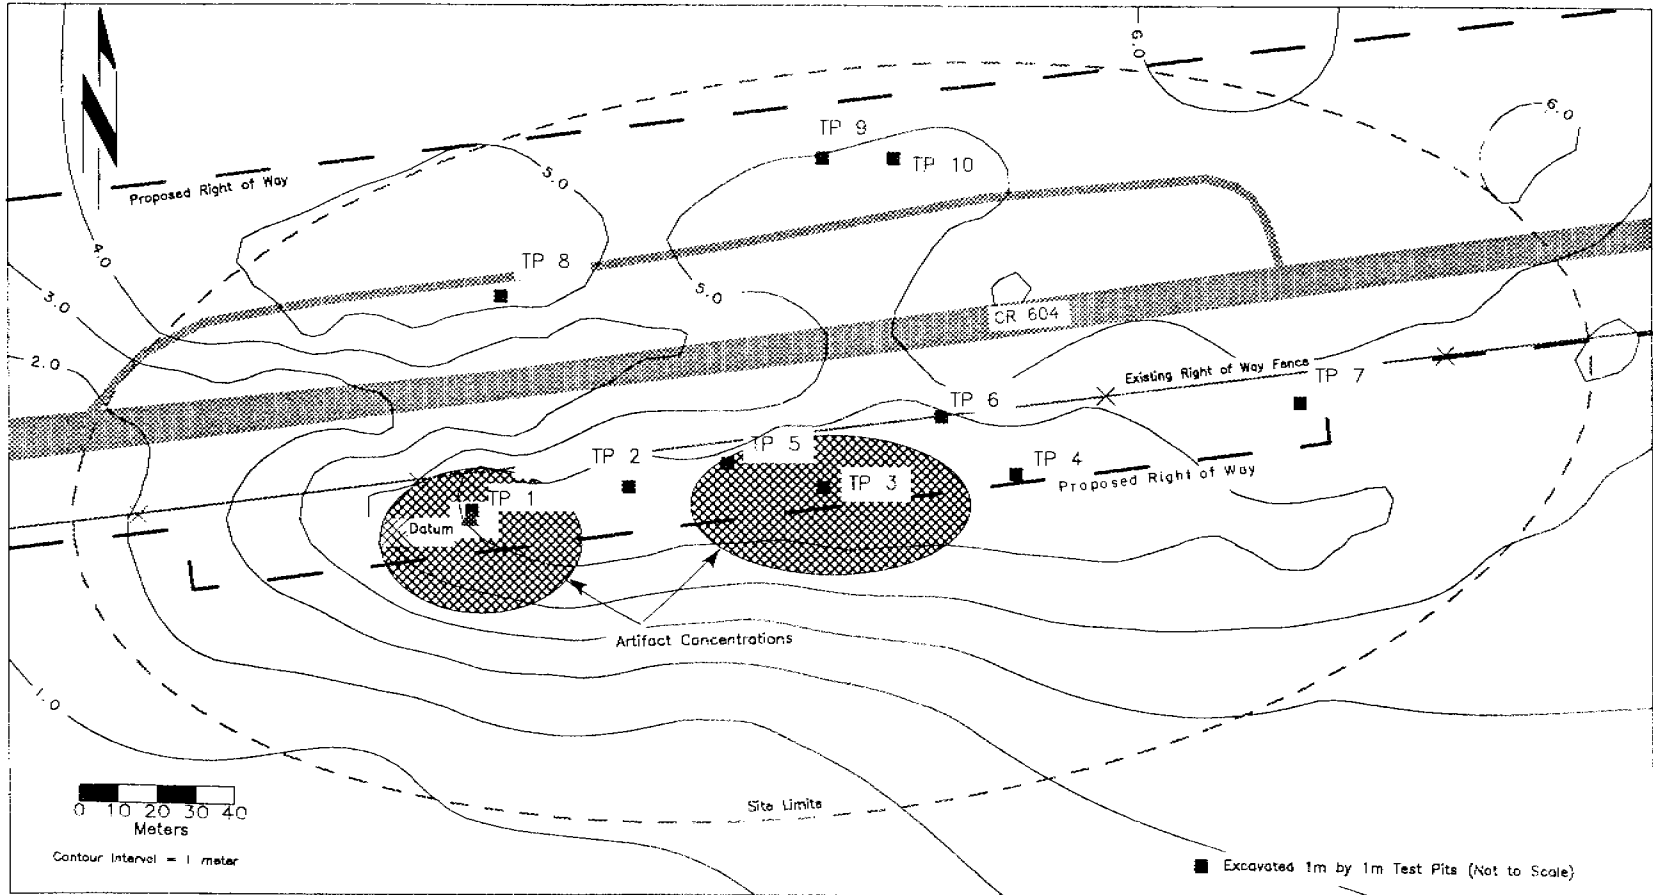 6.0
6.0
TP 9
TP 10
Proposed Right of Way
5.0
4.0
TP 8
3.0
5.0
CR 604
2.0
Existing Right of Way Fence
TP 7
TP 6
TP 5
TP 2
TP 4
TP 3
Proposed Right of Way
TP 1
Datum
Artifact Concentrations
1.0
Site Limits
0 10 20 30 40
Meters
Contour Interval = 1 meter
Excavated 1m by 1m Test Pits (Not to Scale)